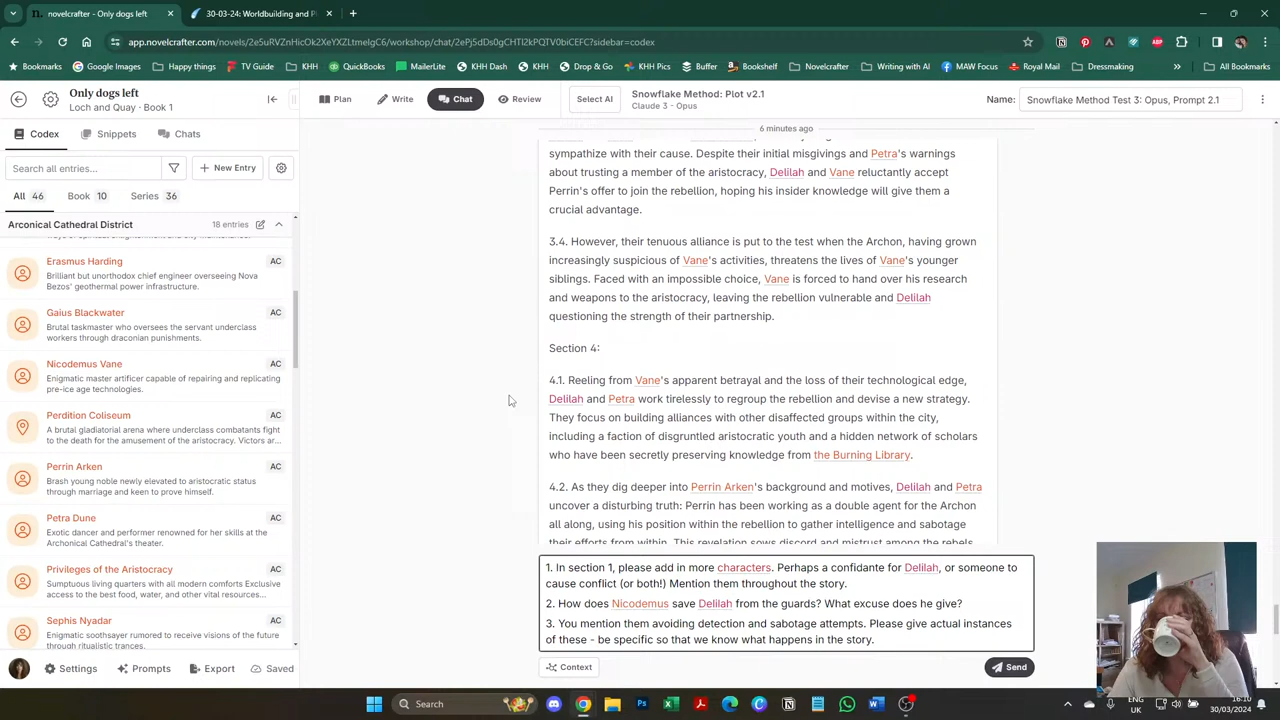 novelcrafter
30-03-24: Worldbuilding and P
app.novelcrafter.com/novels/2e5uRVZnHicOk2XeYXZLtmelgC6/workshop/chat/2ePj5dDs0gCHTI2kPQTV0biCEFC?sidebar=codex
Bookmarks
Google Images
Happy things
TV Guide
KHH
QuickBooks
MailerLite
KHH
Drop & Go
KHH Pics
Buffer
Bookshelf
Novelcrafter
Writing with AI
MAW Focus
Pinterest
Dressmaking
All Bookmarks
Only dogs left
Loch and Quay - Book 1
Plan
Write
Chat
Review
Select AI
Snowflake Method: Plot v2.1
Claude 3 - Opus
Name:
Snowflake Method Test 3: Opus, Prompt 2.1
Codex
Snippets
Chats
Search all entries...
New Entry
All 46
Book 10
Series 36
Arconical Cathedral District
18 entries
Erasmus Harding
AC
Brilliant but unorthodox chief engineer overseeing Nova
Bezos' geothermal power infrastructure.
Gaius Blackwater
AC
Brutal taskmaster who oversees the servant underclass
workers through draconian punishments.
Nicodemus Vane
AC
Enigmatic master artificer capable of repairing and replicating
pre-ice age technologies.
Perdition Coliseum
AC
A brutal gladiatorial arena where underclass combatants fight
to the death for the amusement of the aristocracy. Victors ar...
Perrin Arken
AC
Brash young noble newly elevated to aristocratic status
through marriage and keen to prove himself.
Petra Dune
AC
Exotic dancer and performer renowned for her skills at the
Archonical Cathedral's theater.
Privileges of the Aristocracy
AC
Sumptuous living quarters with all modern comforts Exclusive
access to the best food, water, and other vital resources...
Sephis Nyadar
AC
Enigmatic soothsayer rumored to receive visions of the future
through ritualistic trances.
Settings
Prompts
Export
Saved
6 minutes ago
sympathize with their cause. Despite their initial misgivings and Petra's warnings
about trusting a member of the aristocracy, Delilah and Vane reluctantly accept
Perrin's offer to join the rebellion, hoping his insider knowledge will give them a
crucial advantage.
3.4. However, their tenuous alliance is put to the test when the Archon, having grown
increasingly suspicious of Vane's activities, threatens the lives of Vane's younger
siblings. Faced with an impossible choice, Vane is forced to hand over his research
and weapons to the aristocracy, leaving the rebellion vulnerable and Delilah
questioning the strength of their partnership.
Section 4:
4.1. Reeling from Vane's apparent betrayal and the loss of their technological edge,
Delilah and Petra work tirelessly to regroup the rebellion and devise a new strategy.
They focus on building alliances with other disaffected groups within the city,
including a faction of disgruntled aristocratic youth and a hidden network of scholars
who have been secretly preserving knowledge from the Burning Library.
4.2. As they dig deeper into Perrin Arken's background and motives, Delilah and Petra
uncover a disturbing truth: Perrin has been working as a double agent for the Archon
all along, using his position within the rebellion to gather intelligence and sabotage
their efforts from within. This revelation sows discord and mistrust among the rebels
1. In section 1, please add in more characters. Perhaps a confidante for Delilah, or someone to
cause conflict (or both!) Mention them throughout the story.
2. How does Nicodemus save Delilah from the guards? What excuse does he give?
3. You mention them avoiding detection and sabotage attempts. Please give actual instances
of these - be specific so that we know what happens in the story.
Context
Send
Search
ENG
UK
16:10
30/03/2024